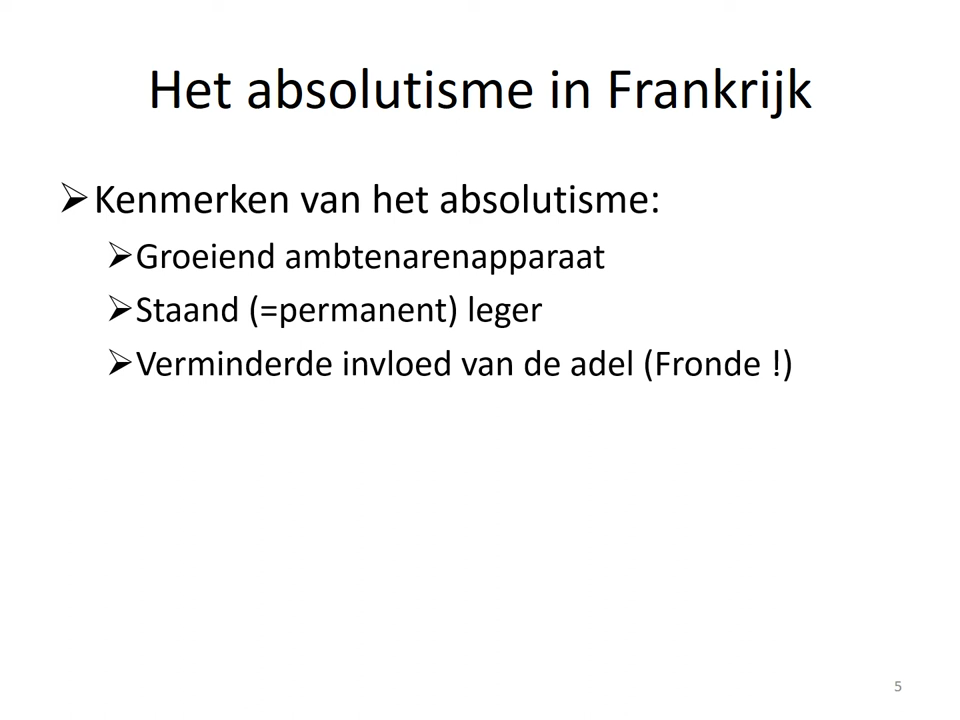 Het absolutisme in Frankrijk
➢Kenmerken van het absolutisme:
➢Groeiend ambtenarenapparaat
➢Staand (=permanent) leger
➢Verminderde invloed van de adel (Fronde !)
5